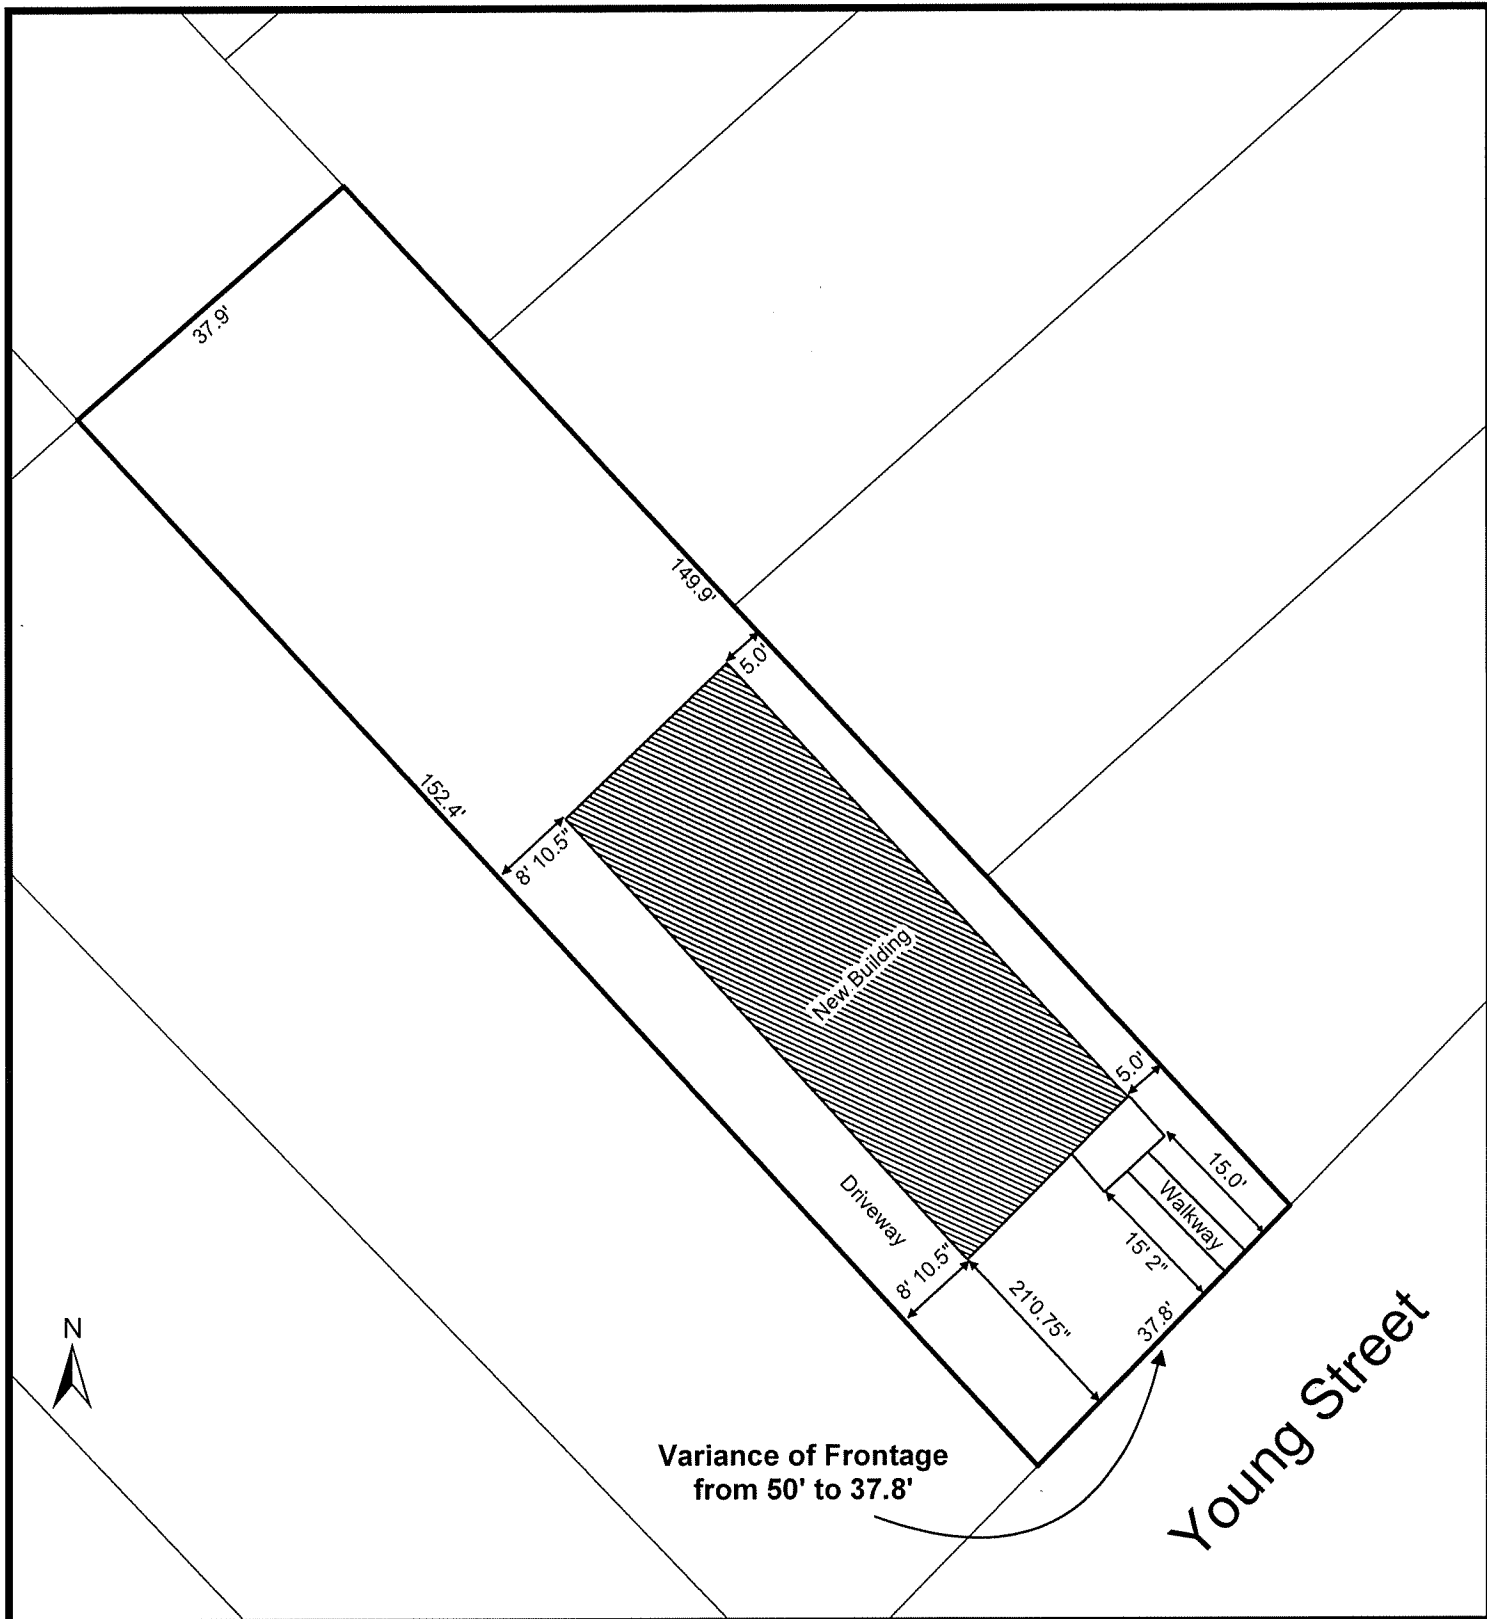 37.9'
149.9'
5.0'
152.4'
8' 10.5"
New Building
5.0'
15.0'
Driveway
Walkway
8' 10.5"
15' 2"
21'0.75"
37.8'
N
Young Street
Variance of Frontage
from 50' to 37.8'